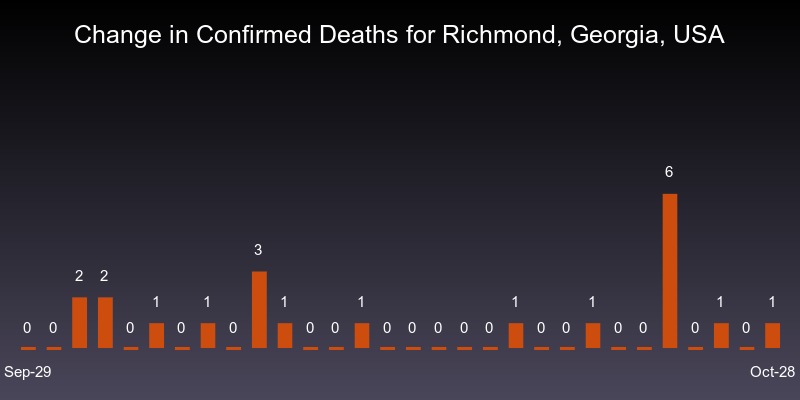 Change in Confirmed Deaths for Richmond, Georgia, USA
6
3
2 2
1 1 1 1 1 1 1 1
0 0 0 0 0 0 0 0 0 0 0 0 0 0 0 0 0 0
Sep-29 Oct-28